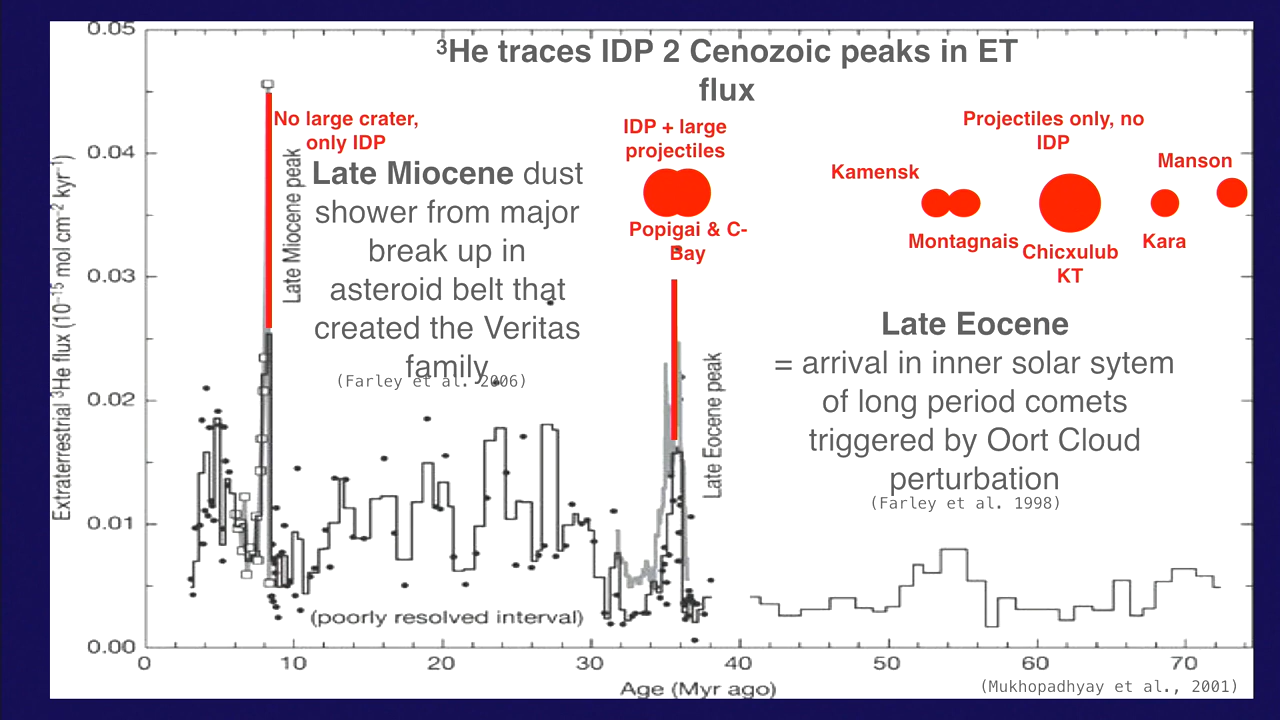 ³He traces IDP 2 Cenozoic peaks in ET
flux
0.05
0.04
0.03
0.02
0.01
0.00
Extraterrestrial ³He flux (10⁻¹⁵ mol cm⁻² kyr⁻¹)
No large crater,
only IDP
Late Miocene peak
Late Miocene dust
shower from major
break up in
asteroid belt that
created the Veritas
family
(Farley et al. 2006)
IDP + large
projectiles
Popigai & C-
Bay
Late Eocene peak
Projectiles only, no
IDP
Kamensk
Manson
Montagnais
Chicxulub
KT
Kara
Late Eocene
= arrival in inner solar sytem
of long period comets
triggered by Oort Cloud
perturbation
(Farley et al. 1998)
(poorly resolved interval)
0 10 20 30 40 50 60 70
Age (Myr ago)
(Mukhopadhyay et al., 2001)